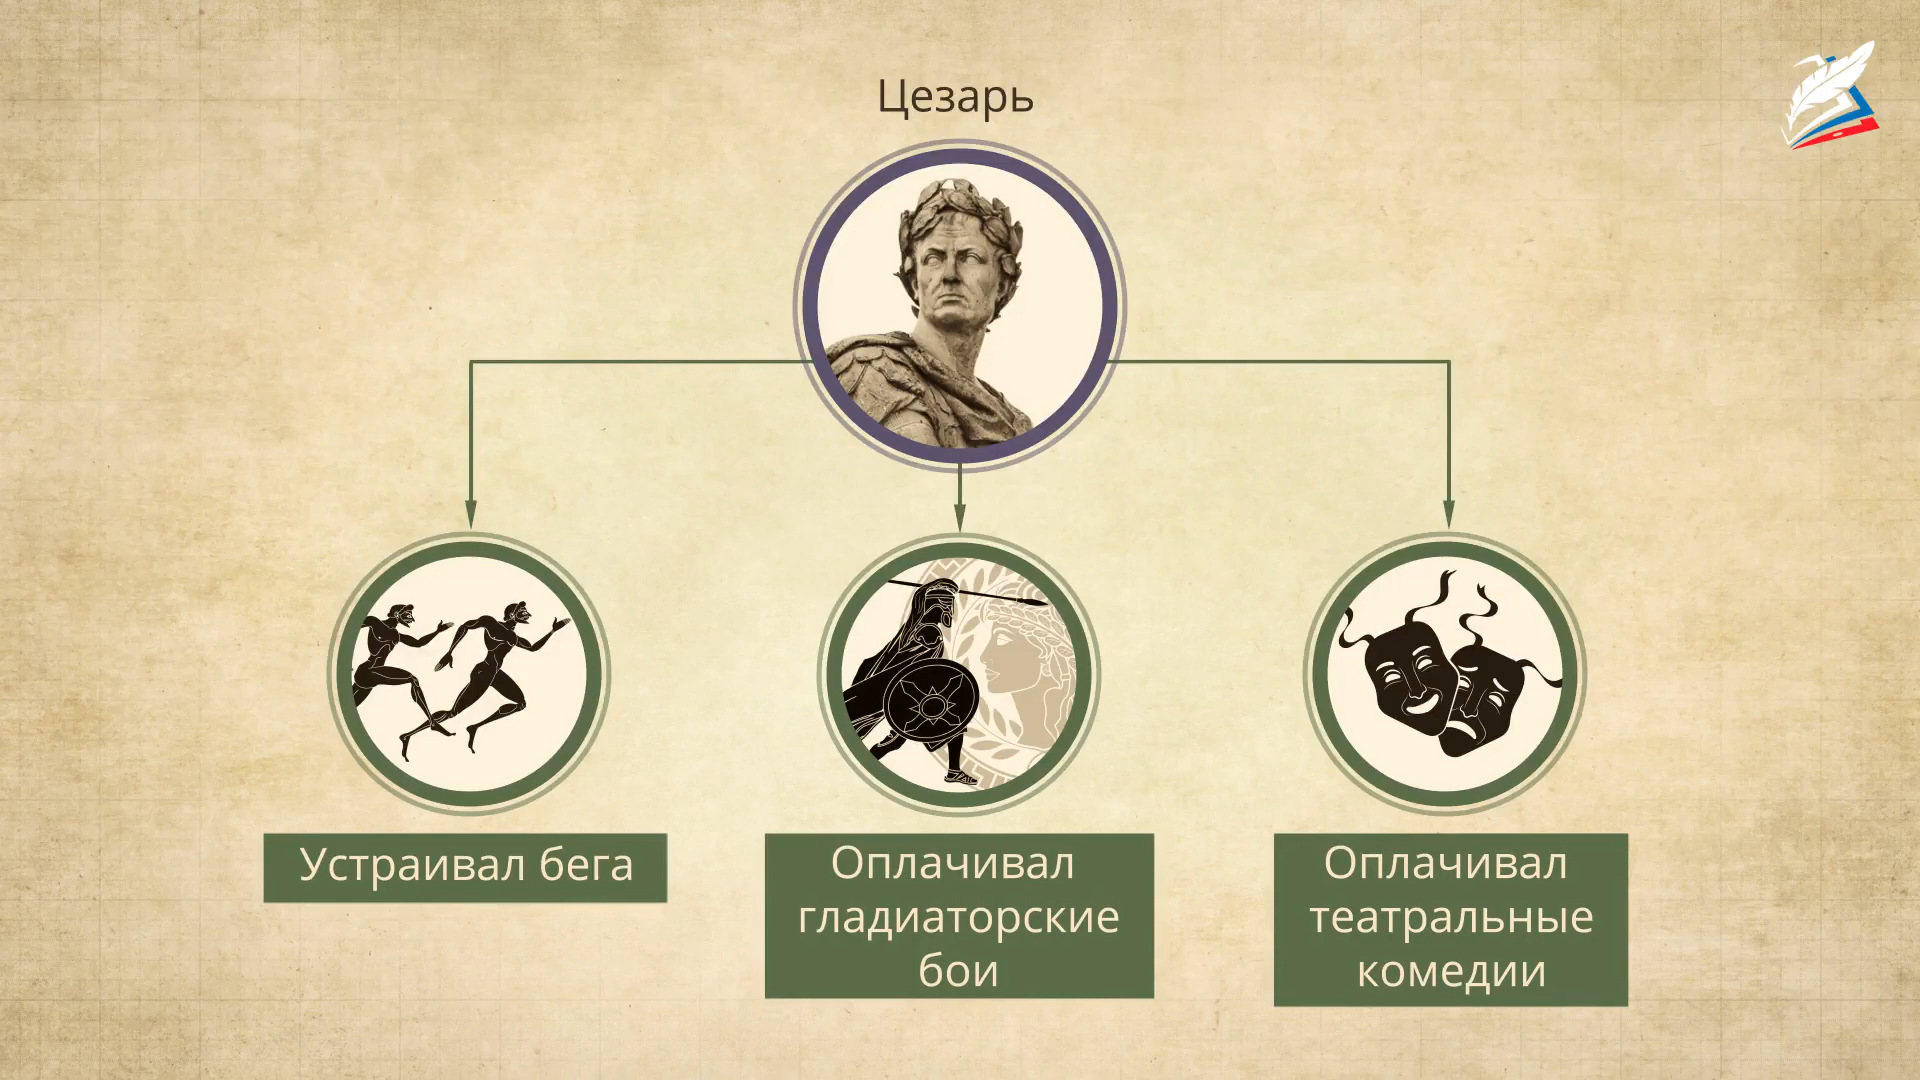 Цезарь
Устраивал бега
Оплачивал
гладиаторские
бои
Оплачивал
театральные
комедии